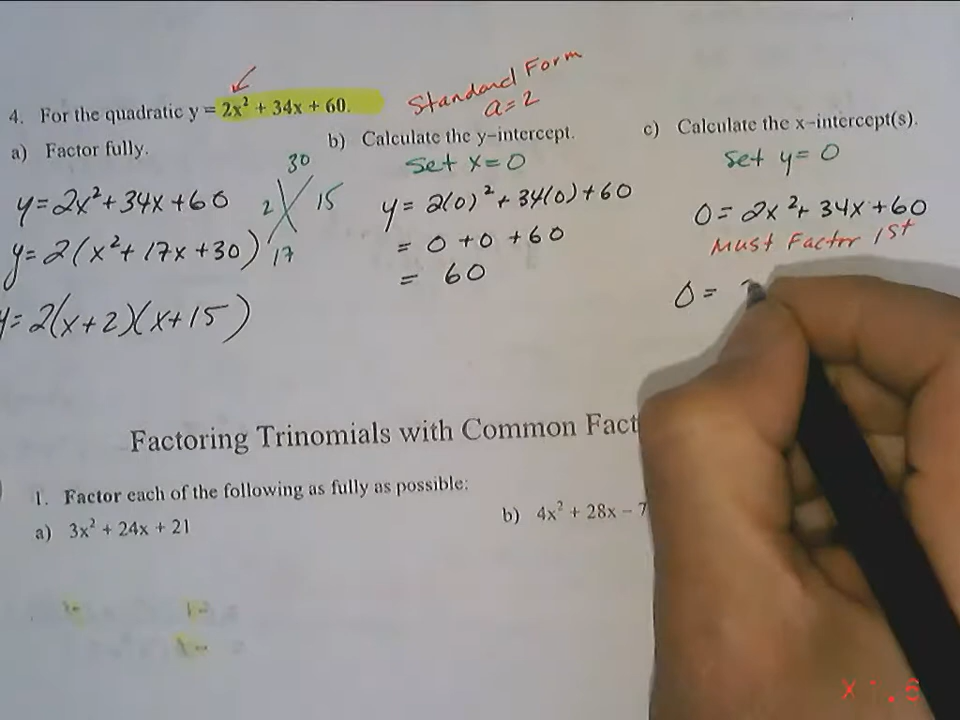 4. For the quadratic y = 2x² + 34x + 60.
Standard Form
a=2
a) Factor fully.
y=2x²+34x+60
30
2 15
17
y=2(x²+17x+30)
y=2(x+2)(x+15)
b) Calculate the y-intercept.
Set x=0
y=2(0)²+34(0)+60
= 0+0+60
= 60
c) Calculate the x-intercept(s).
Set y=0
0=2x²+34x+60
Must Factor 1st
0=
Factoring Trinomials with Common Fact
1. Factor each of the following as fully as possible:
a) 3x² + 24x + 21
b) 4x² + 28x - 7